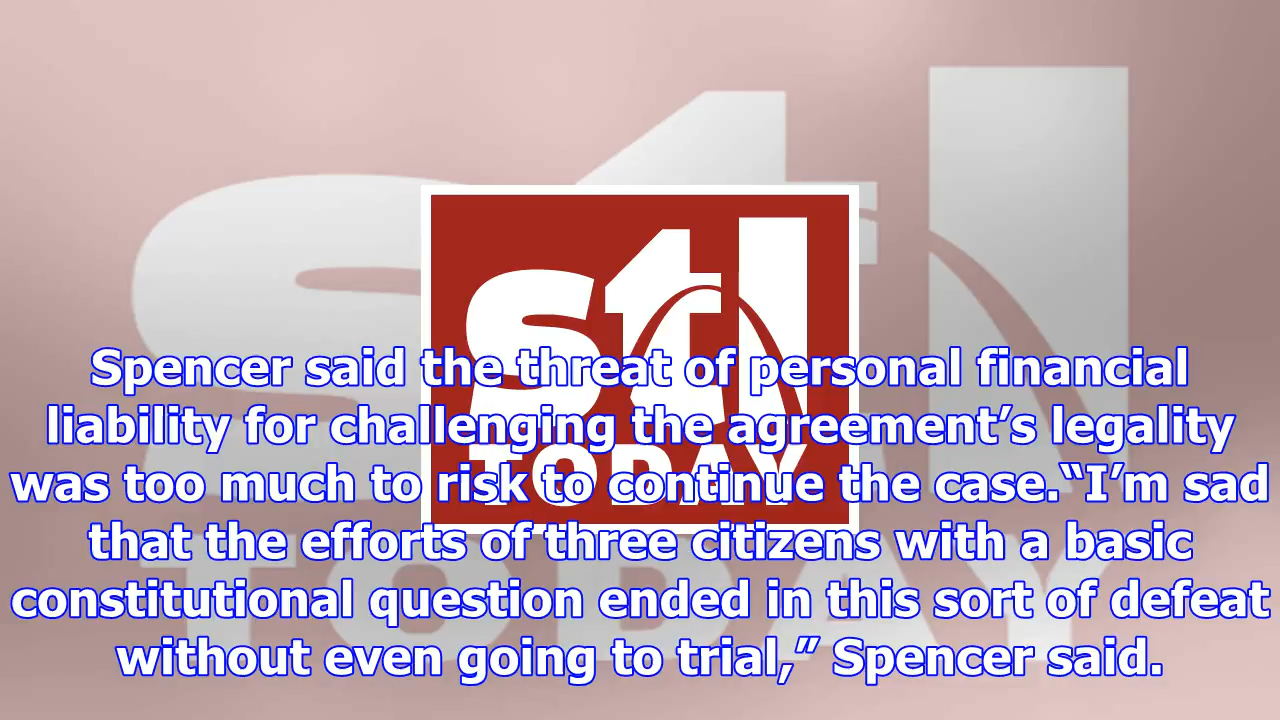 stl
TODAY
Spencer said the threat of personal financial
liability for challenging the agreement’s legality
was too much to risk to continue the case.“I’m sad
that the efforts of three citizens with a basic
constitutional question ended in this sort of defeat
without even going to trial,” Spencer said.